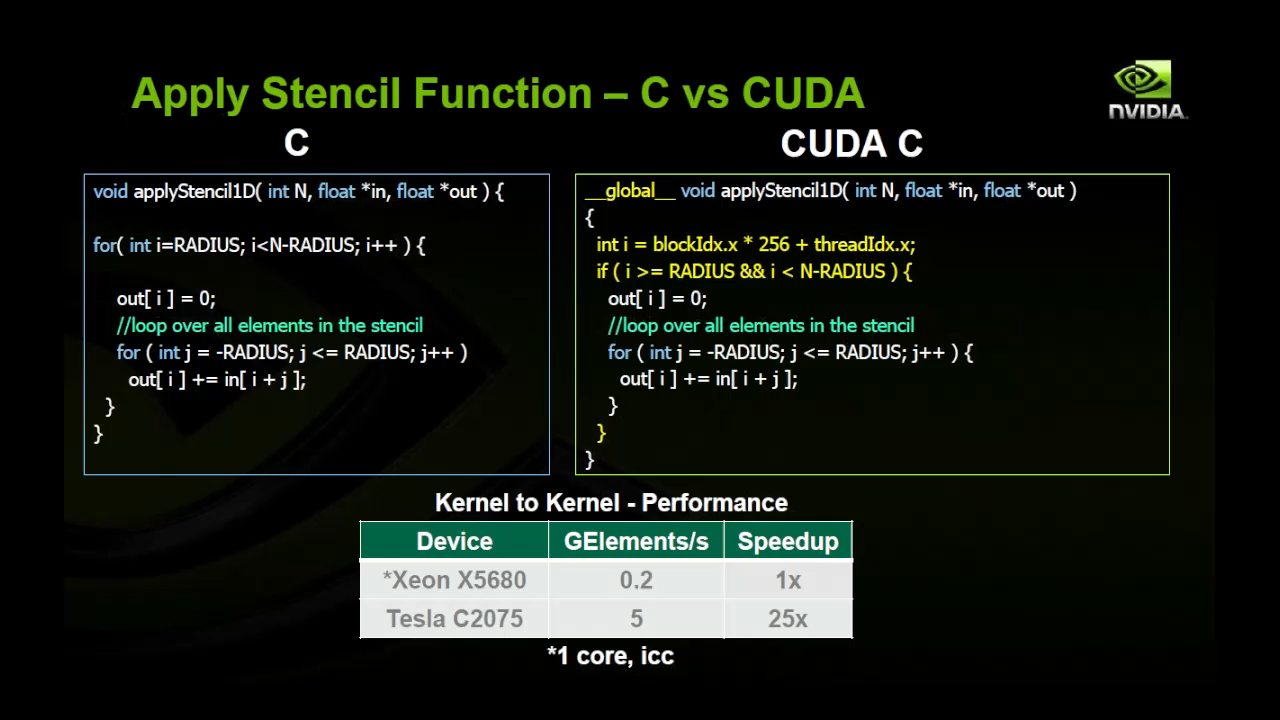 Apply Stencil Function – C vs CUDA
NVIDIA.
C
void applyStencil1D( int N, float *in, float *out ) {
for( int i=RADIUS; i<N-RADIUS; i++ ) {
out[ i ] = 0;
//loop over all elements in the stencil
for ( int j = -RADIUS; j <= RADIUS; j++ )
out[ i ] += in[ i + j ];
}
}
CUDA C
__global__ void applyStencil1D( int N, float *in, float *out )
{
int i = blockIdx.x * 256 + threadIdx.x;
if ( i >= RADIUS && i < N-RADIUS ) {
out[ i ] = 0;
//loop over all elements in the stencil
for ( int j = -RADIUS; j <= RADIUS; j++ ) {
out[ i ] += in[ i + j ];
}
}
}
Kernel to Kernel - Performance
Device GElements/s Speedup
*Xeon X5680 0.2 1x
Tesla C2075 5 25x
*1 core, icc